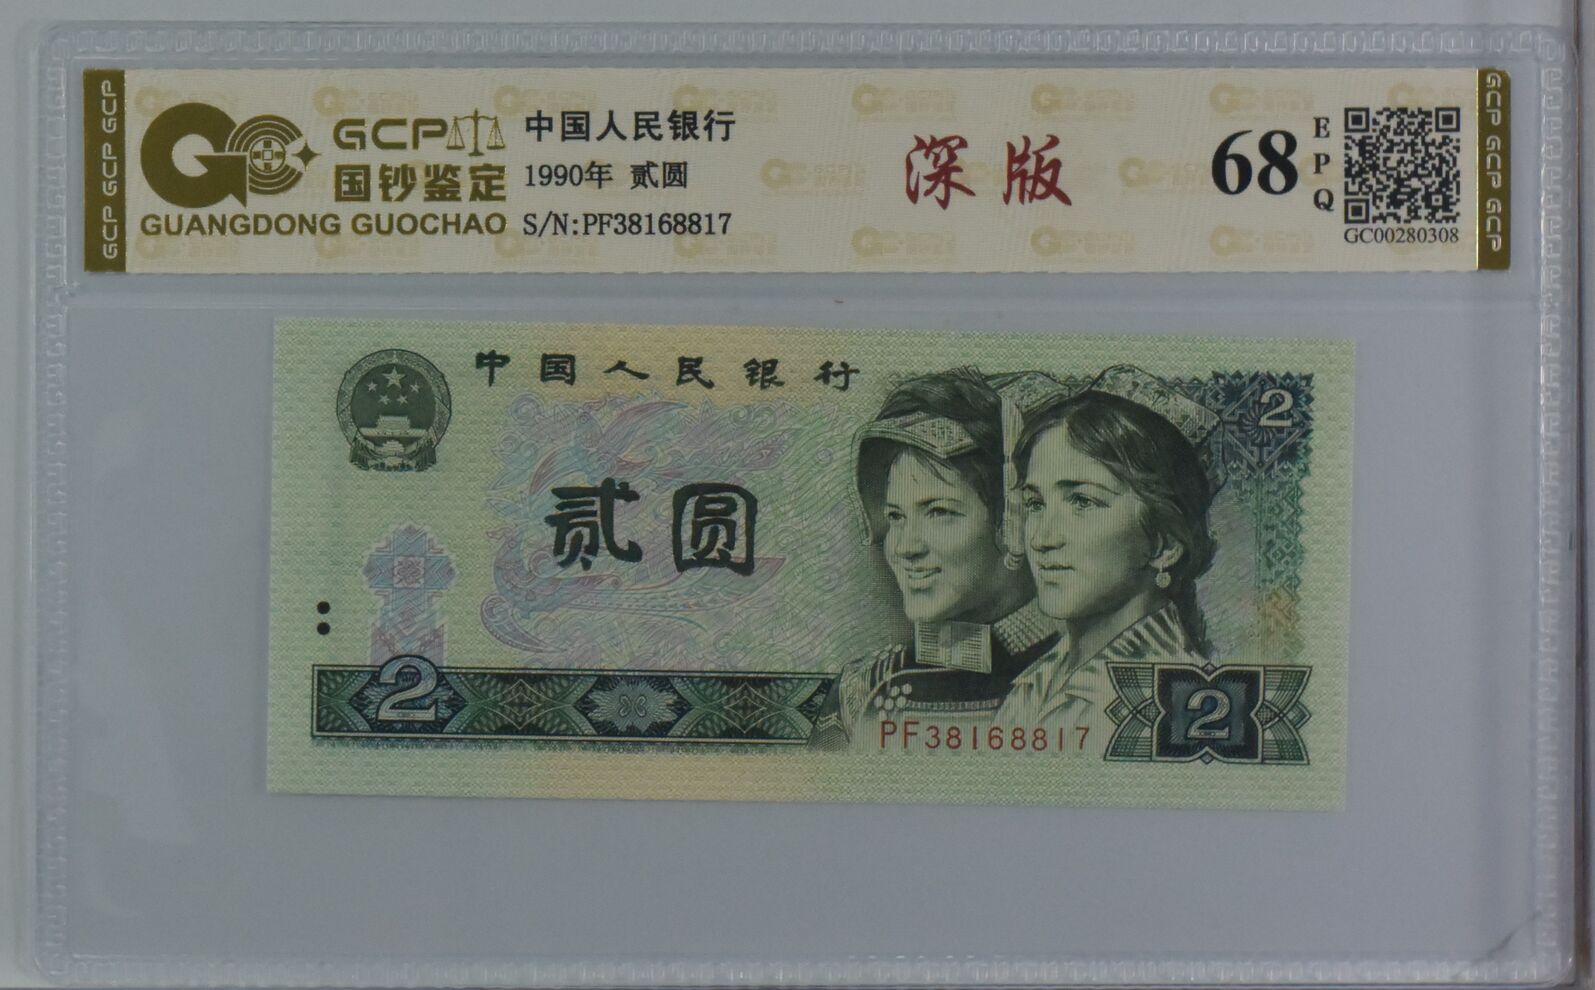 GCP GCP GCP
GCP
国钞鉴定
GUANGDONG GUOCHAO
中国人民银行
1990年 贰圆
S/N:PF38168817
深版
68
EPQ
GC00280308
GCP GCP GCP
中国人民银行
2
贰圆
2
PF38168817
2